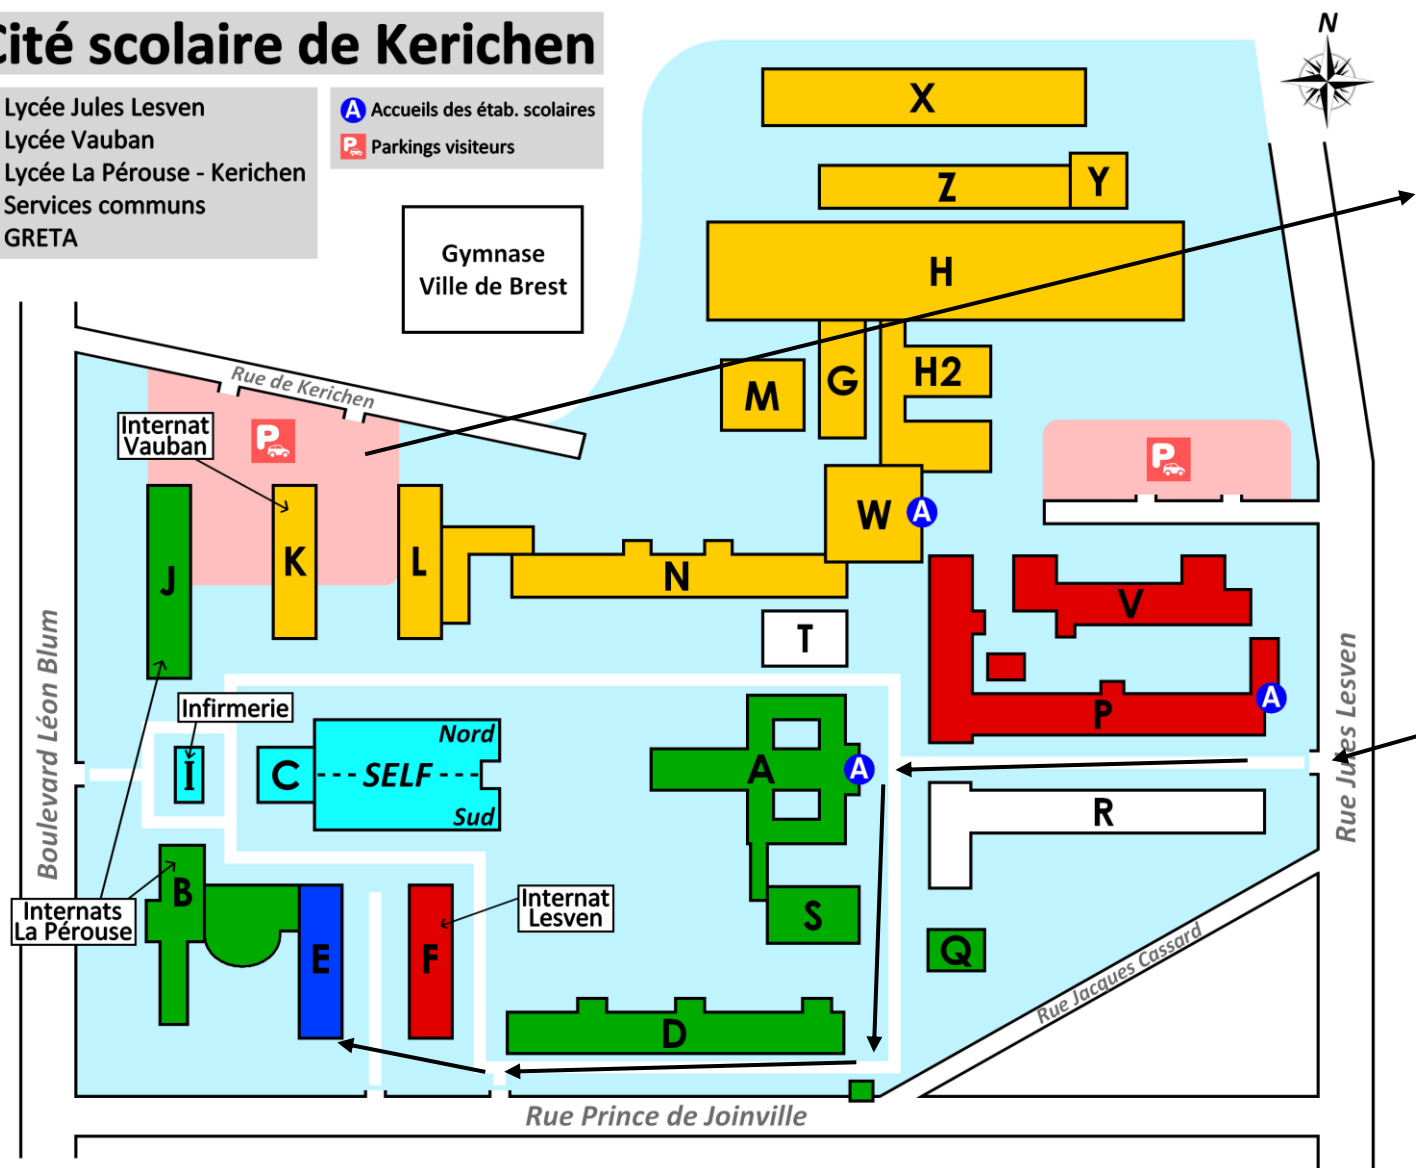 Cité scolaire de Kerichen
N
Lycée Jules Lesven
Lycée Vauban
Lycée La Pérouse - Kerichen
Services communs
GRETA
A Accueils des étab. scolaires
P Parkings visiteurs
X
Z
Y
Gymnase
Ville de Brest
H
Rue de Kerichen
M
G
H2
Internat
Vauban
P
P
W
A
J
K
L
N
T
V
Boulevard Léon Blum
Rue Jules Lesven
Infirmerie
I
C
Nord
SELF
Sud
A
A
P
A
R
B
Internats
La Pérouse
E
F
Internat
Lesven
S
Q
D
Rue Jacques Cassard
Rue Prince de Joinville